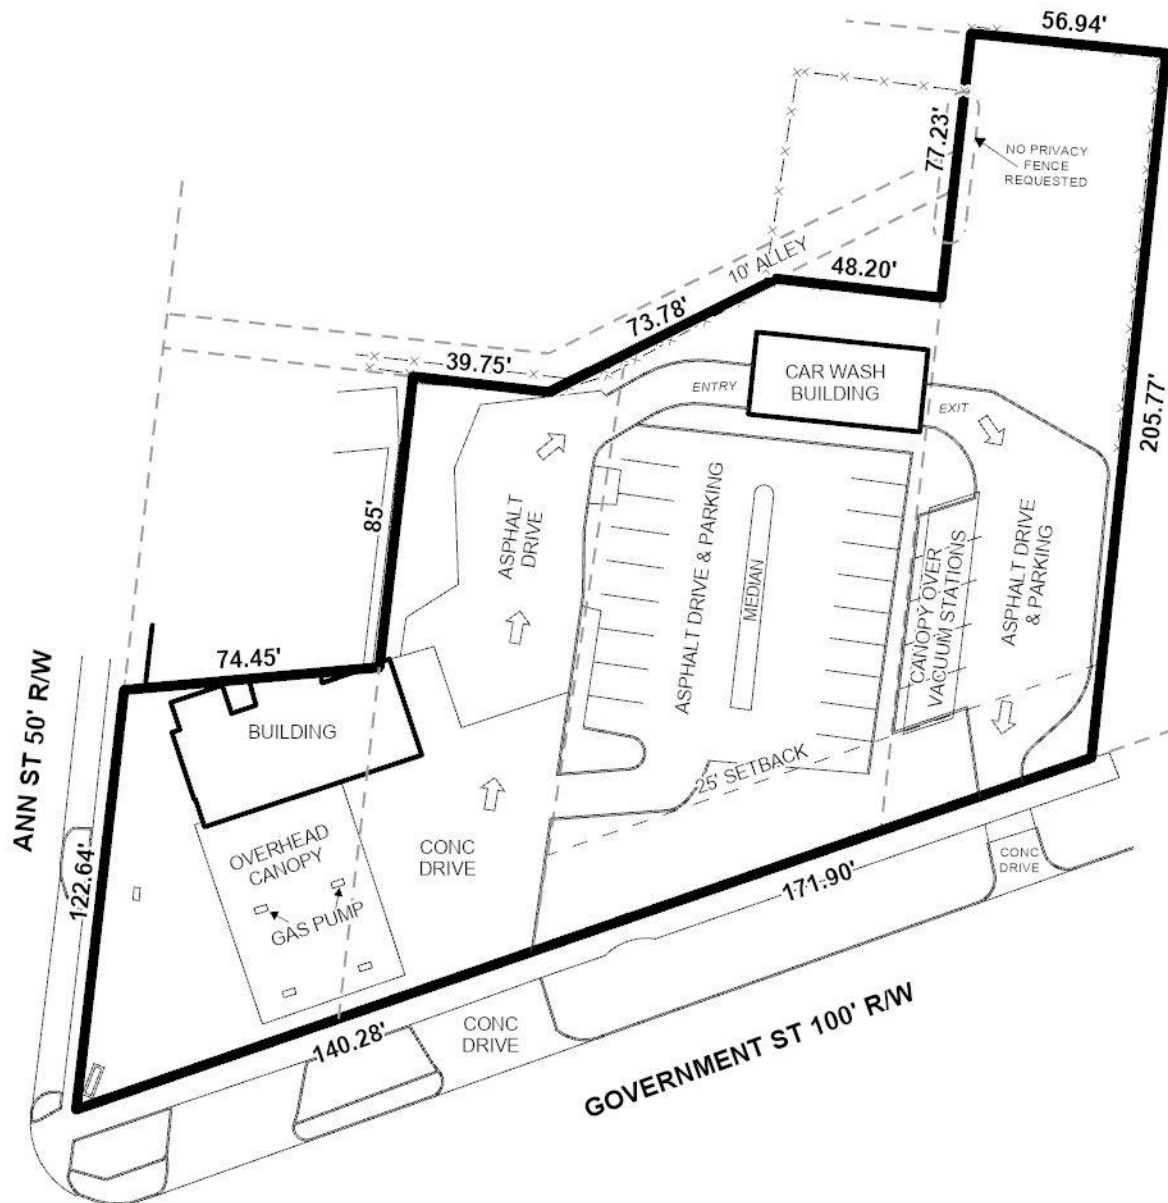 56.94'
77.23'
NO PRIVACY
FENCE
REQUESTED
10' ALLEY
48.20'
73.78'
39.75'
CAR WASH
BUILDING
ENTRY
EXIT
205.77'
85'
ASPHALT
DRIVE
ASPHALT DRIVE & PARKING
MEDIAN
CANOPY OVER
VACUUM STATIONS
ASPHALT DRIVE
& PARKING
74.45'
BUILDING
ANN ST 50' R/W
25' SETBACK
122.64'
OVERHEAD
CANOPY
CONC
DRIVE
GAS PUMP
171.90'
CONC
DRIVE
140.28'
CONC
DRIVE
GOVERNMENT ST 100' R/W